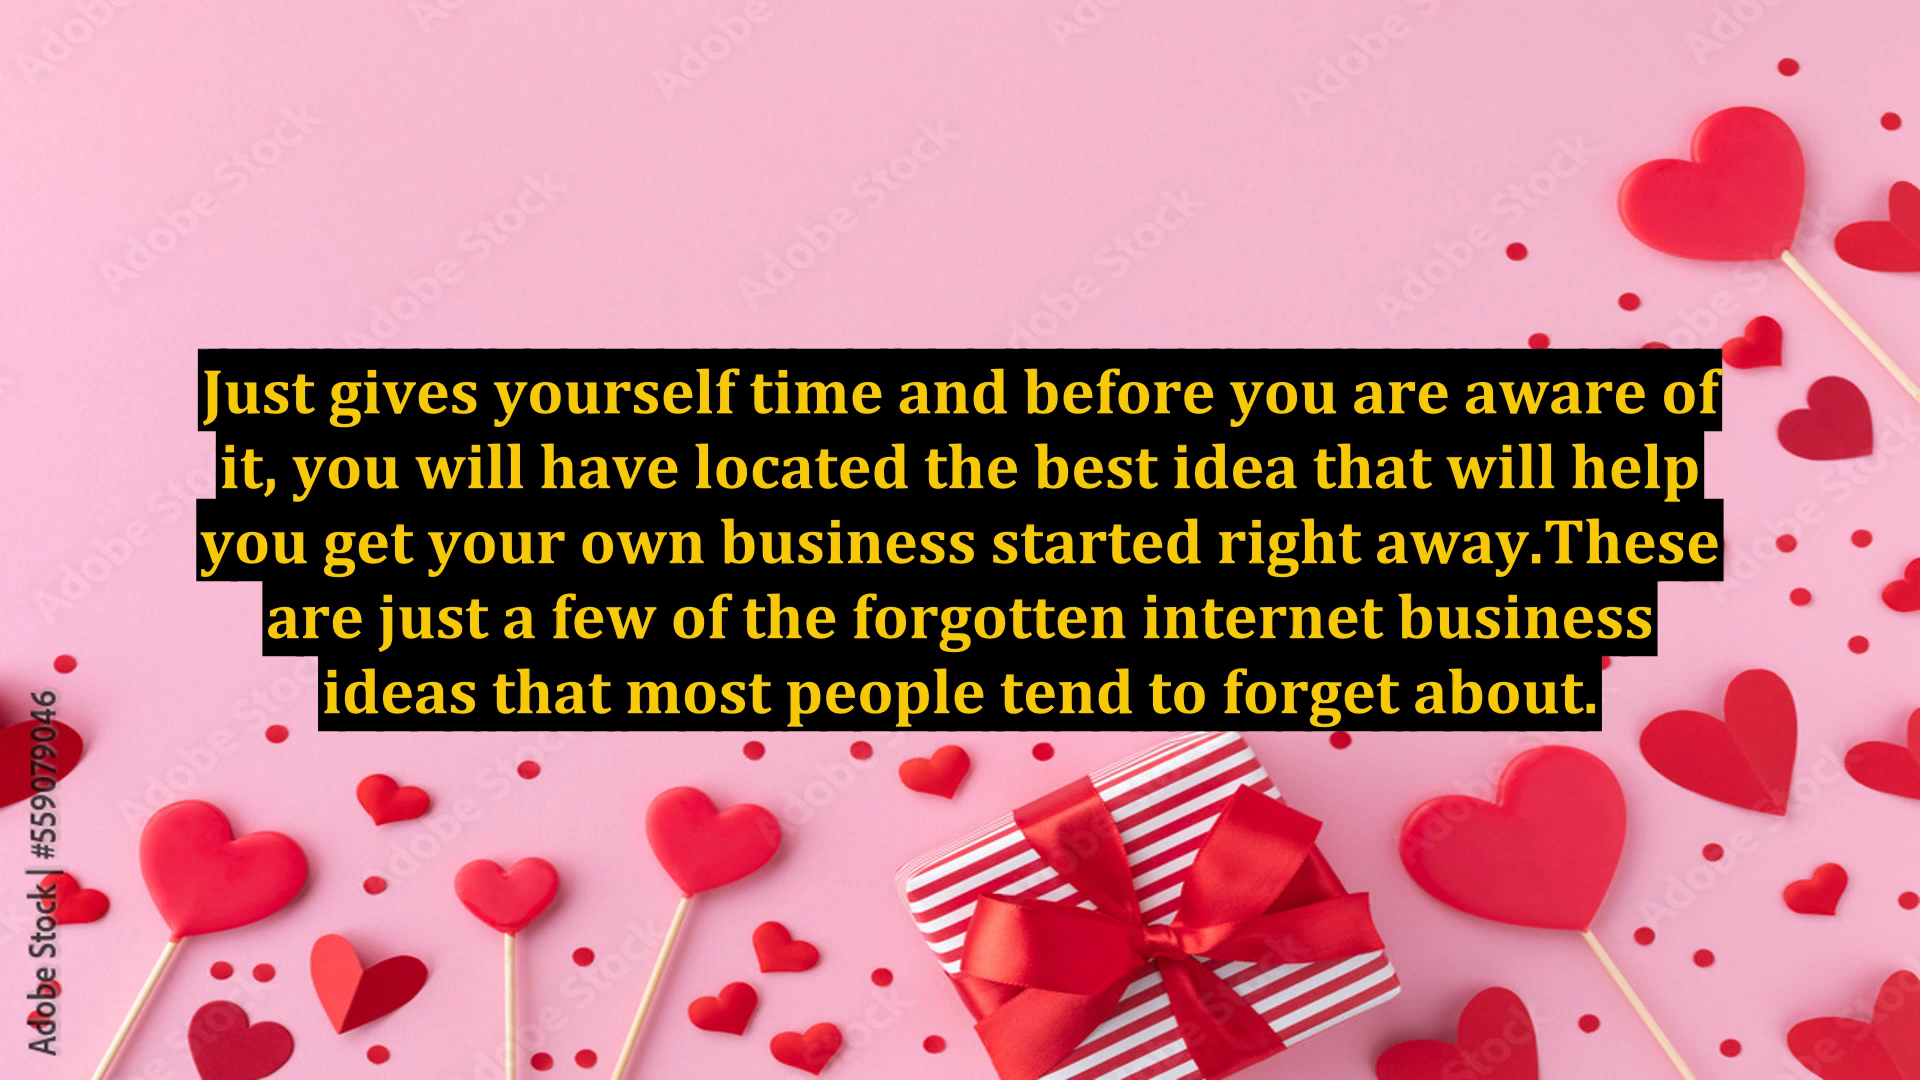 Just gives yourself time and before you are aware of
it, you will have located the best idea that will help
you get your own business started right away.These
are just a few of the forgotten internet business
ideas that most people tend to forget about.
Adobe Stock | #559079046